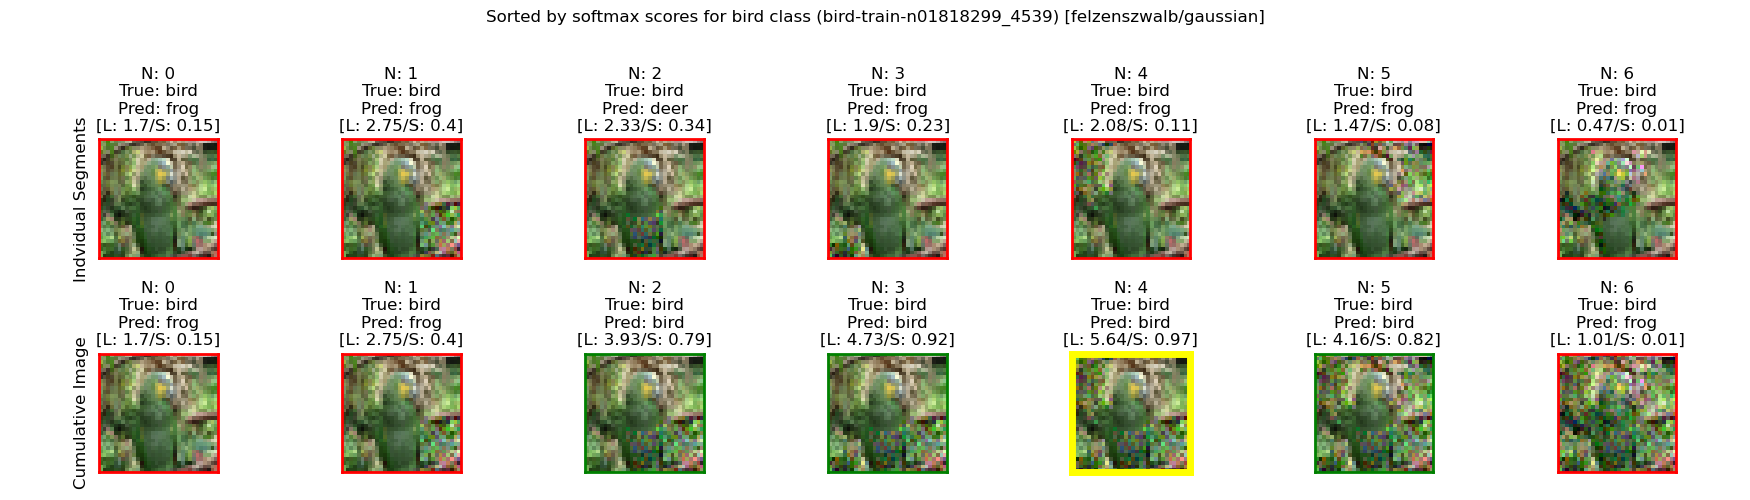 Sorted by softmax scores for bird class (bird-train-n01818299_4539) [felzenszwalb/gaussian]
Indvidual Segments
N: 0
True: bird
Pred: frog
[L: 1.7/S: 0.15]
N: 1
True: bird
Pred: frog
[L: 2.75/S: 0.4]
N: 2
True: bird
Pred: deer
[L: 2.33/S: 0.34]
N: 3
True: bird
Pred: frog
[L: 1.9/S: 0.23]
N: 4
True: bird
Pred: frog
[L: 2.08/S: 0.11]
N: 5
True: bird
Pred: frog
[L: 1.47/S: 0.08]
N: 6
True: bird
Pred: frog
[L: 0.47/S: 0.01]
Cumulative Image
N: 0
True: bird
Pred: frog
[L: 1.7/S: 0.15]
N: 1
True: bird
Pred: frog
[L: 2.75/S: 0.4]
N: 2
True: bird
Pred: bird
[L: 3.93/S: 0.79]
N: 3
True: bird
Pred: bird
[L: 4.73/S: 0.92]
N: 4
True: bird
Pred: bird
[L: 5.64/S: 0.97]
N: 5
True: bird
Pred: bird
[L: 4.16/S: 0.82]
N: 6
True: bird
Pred: frog
[L: 1.01/S: 0.01]